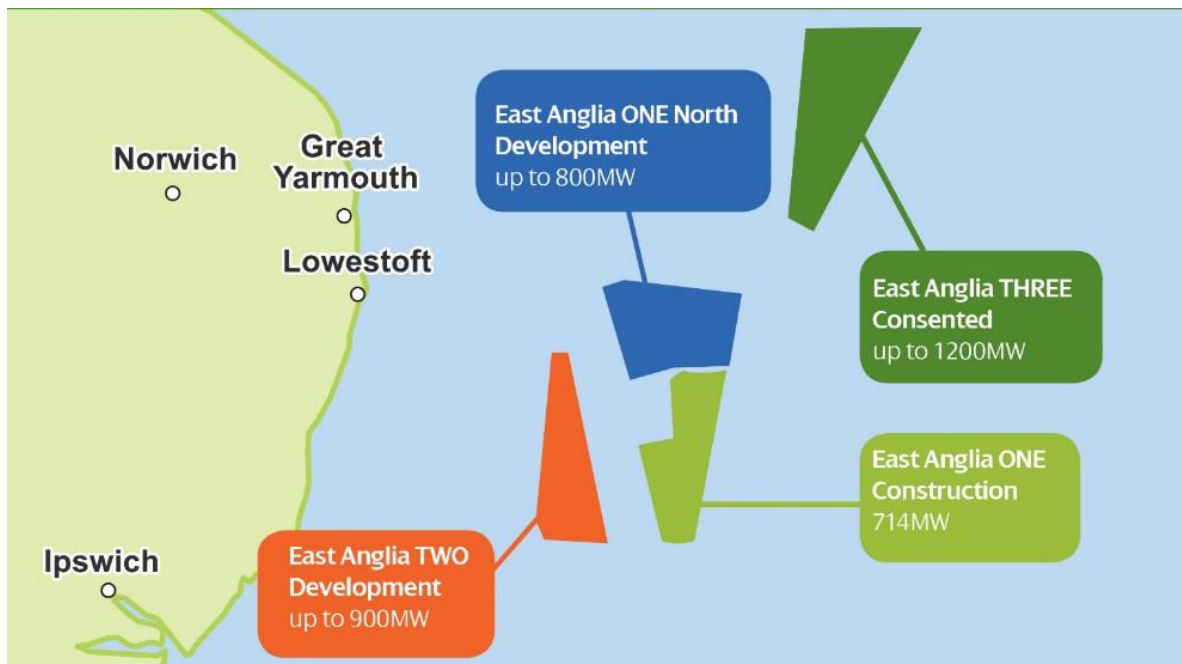 Norwich
Great
Yarmouth
Lowestoft
Ipswich
East Anglia ONE North
Development
up to 800MW
East Anglia THREE
Consented
up to 1200MW
East Anglia ONE
Construction
714MW
East Anglia TWO
Development
up to 900MW